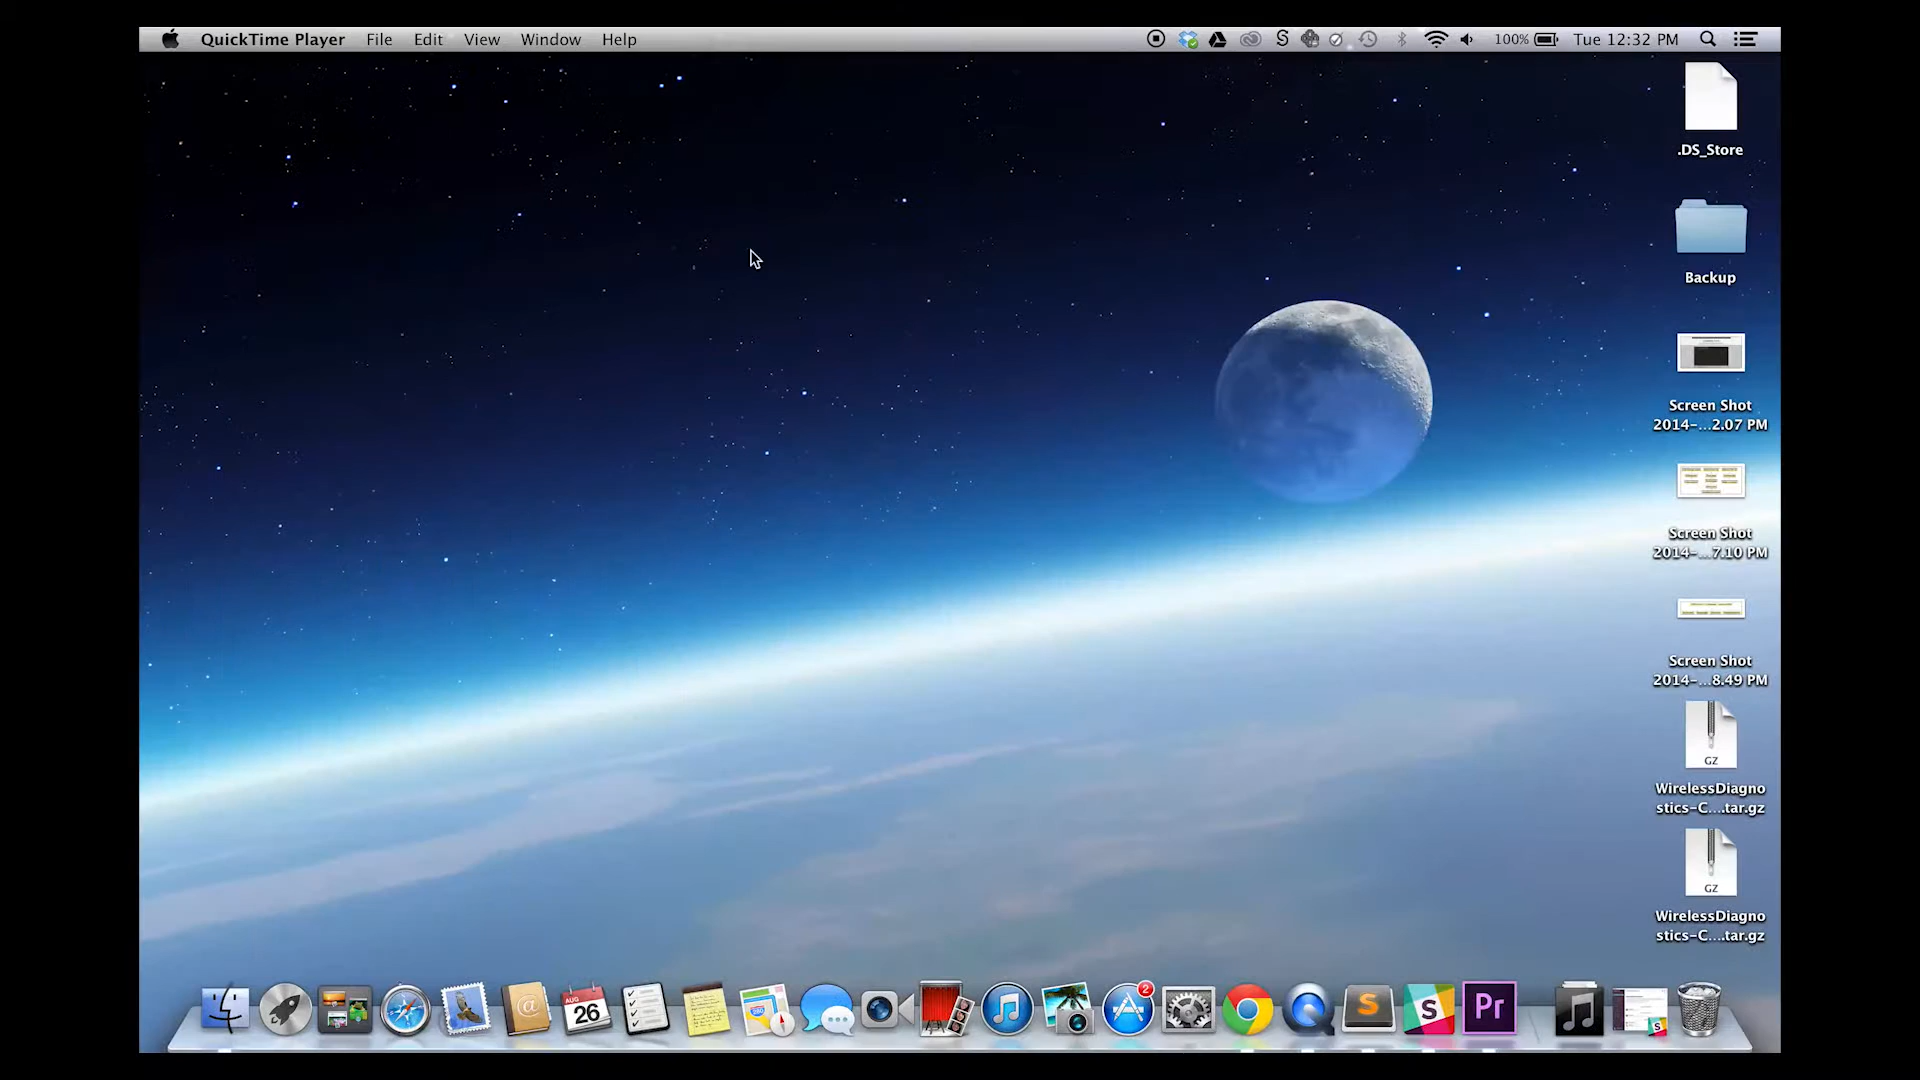 QuickTime Player File Edit View Window Help 100% Tue 12:32 PM
.DS_Store
Backup
Screen Shot
2014-...2.07 PM
Screen Shot
2014-...7.10 PM
Screen Shot
2014-...8.49 PM
GZ
WirelessDiagno
stics-C....tar.gz
GZ
WirelessDiagno
stics-C....tar.gz
AUG
26
2
S
S
Pr